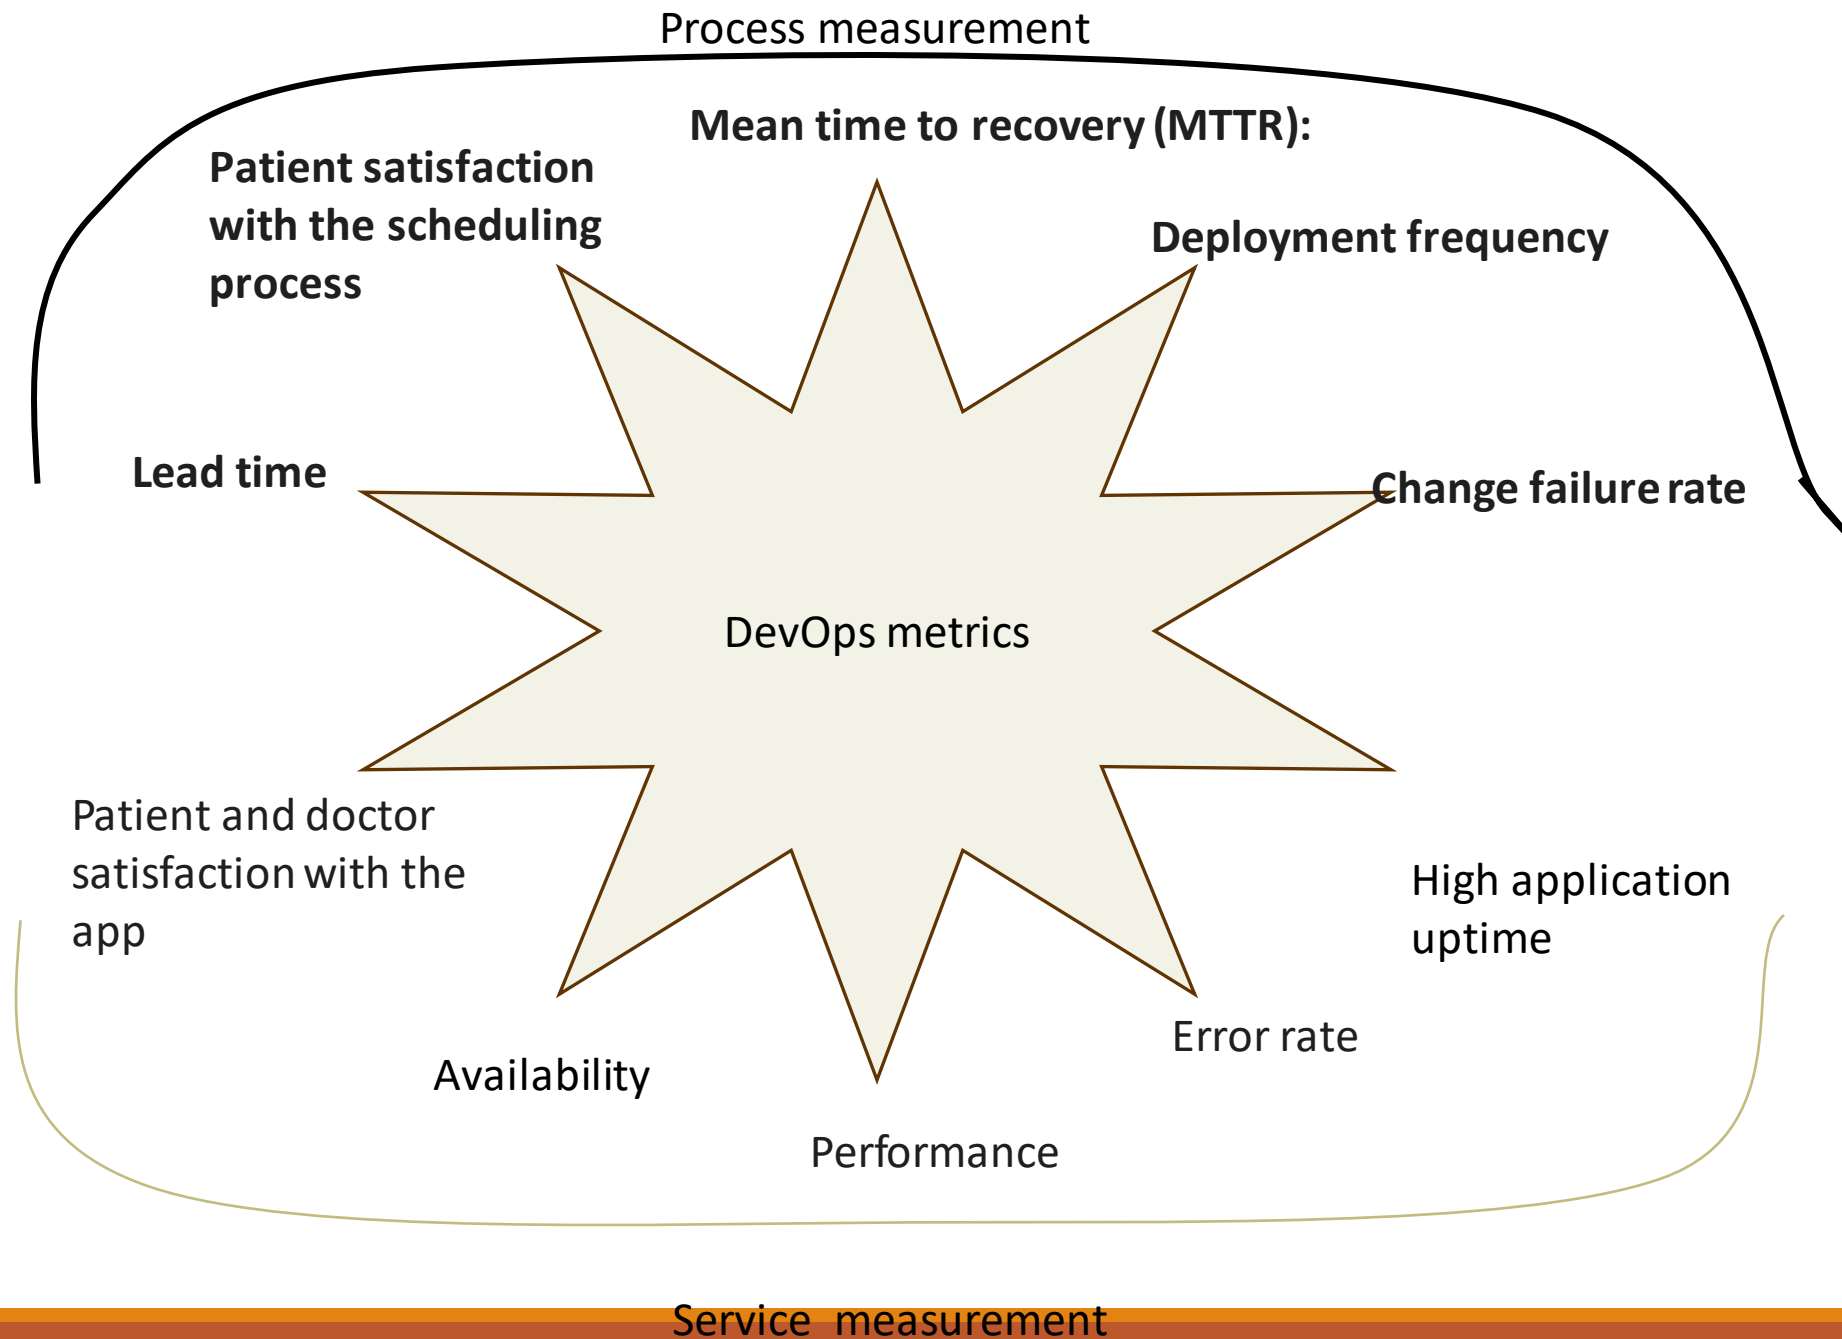 Process measurement
Mean time to recovery (MTTR):
Patient satisfaction
with the scheduling
process
Deployment frequency
Lead time
Change failure rate
DevOps metrics
Patient and doctor
satisfaction with the
app
High application
uptime
Error rate
Availability
Performance
Service  measurement